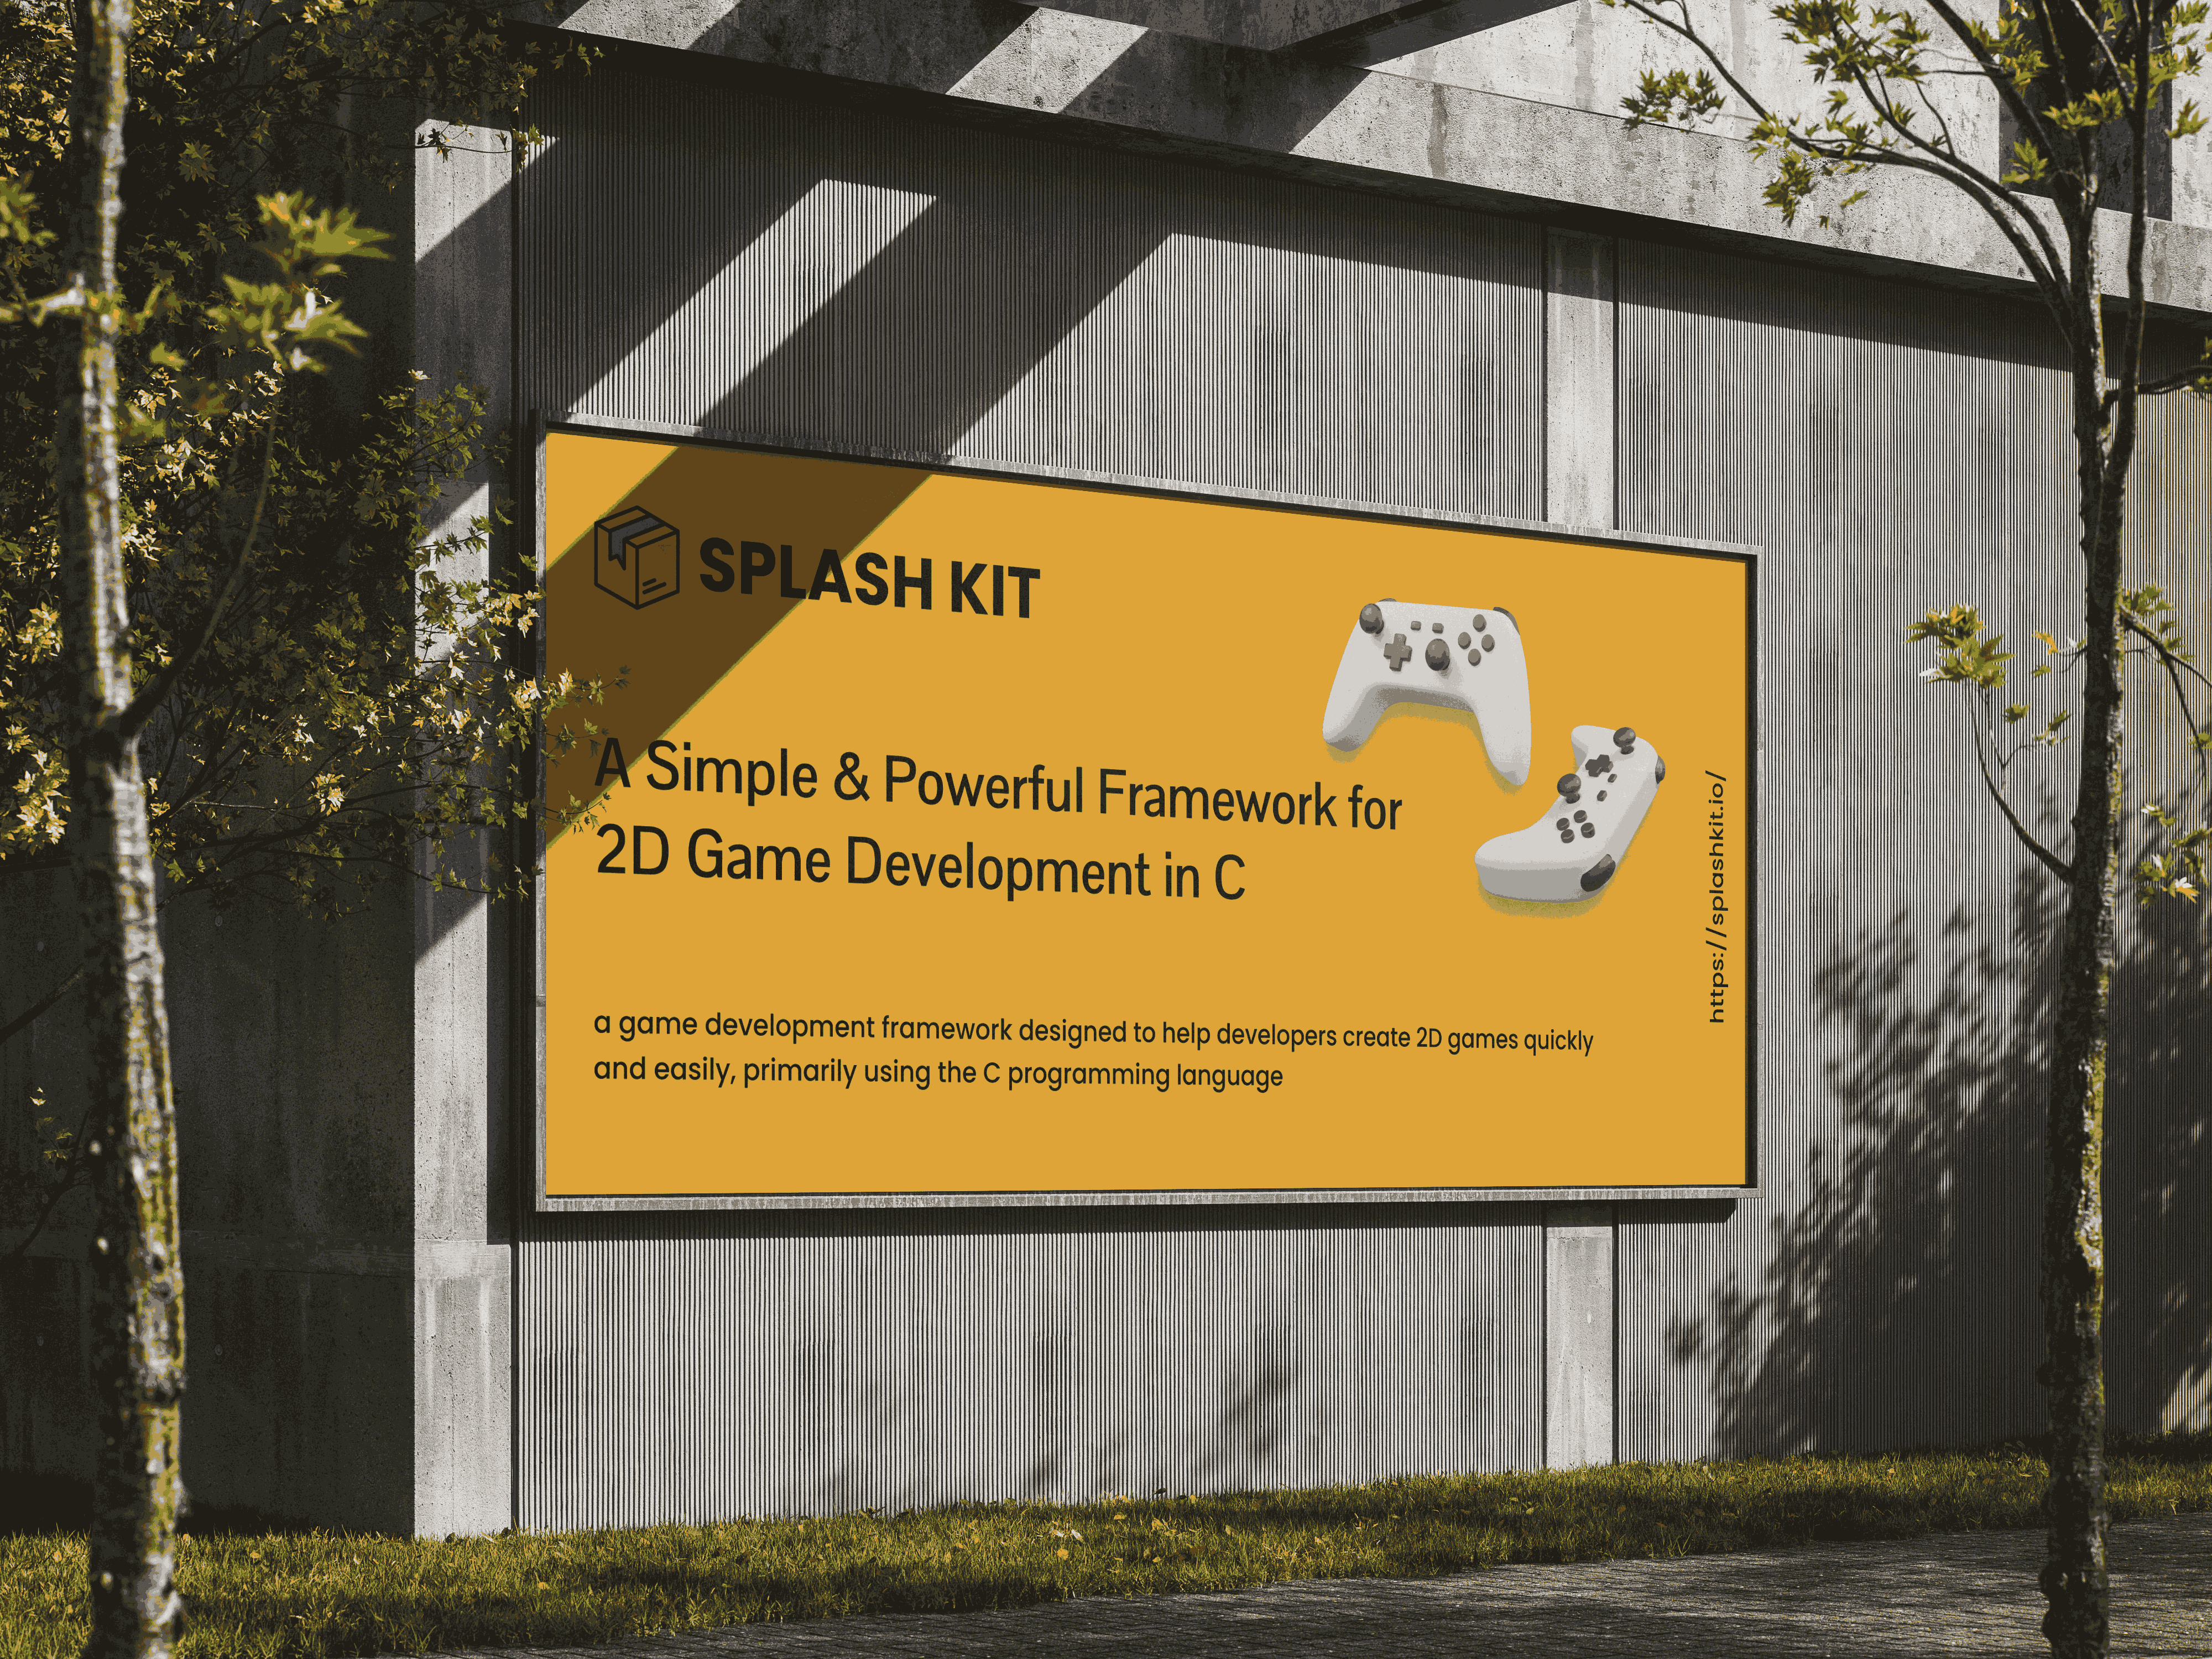 SPLASH KIT
A Simple & Powerful Framework for
2D Game Development in C
a game development framework designed to help developers create 2D games quickly
and easily, primarily using the C programming language
https://splashkit.io/